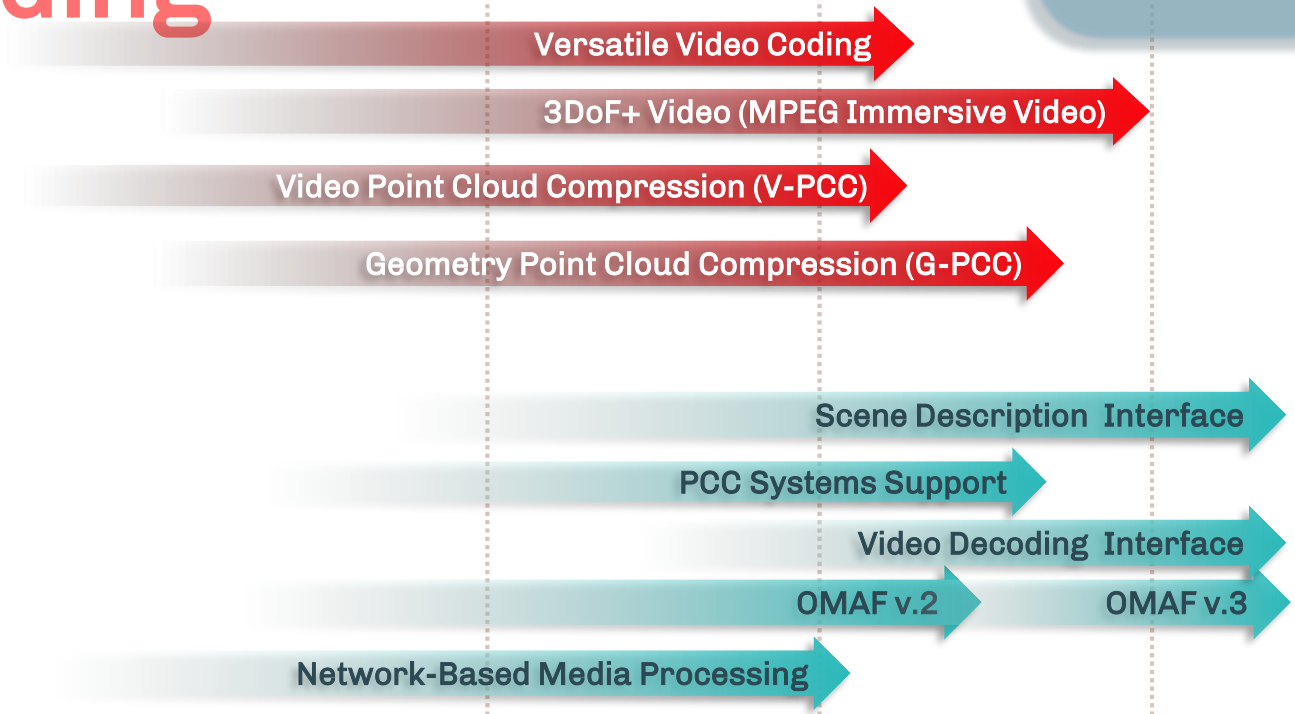 Versatile Video Coding
3DoF+ Video (MPEG Immersive Video)
Video Point Cloud Compression (V-PCC)
Geometry Point Cloud Compression (G-PCC)
Scene Description Interface
PCC Systems Support
Video Decoding Interface
OMAF v.2 OMAF v.3
Network-Based Media Processing